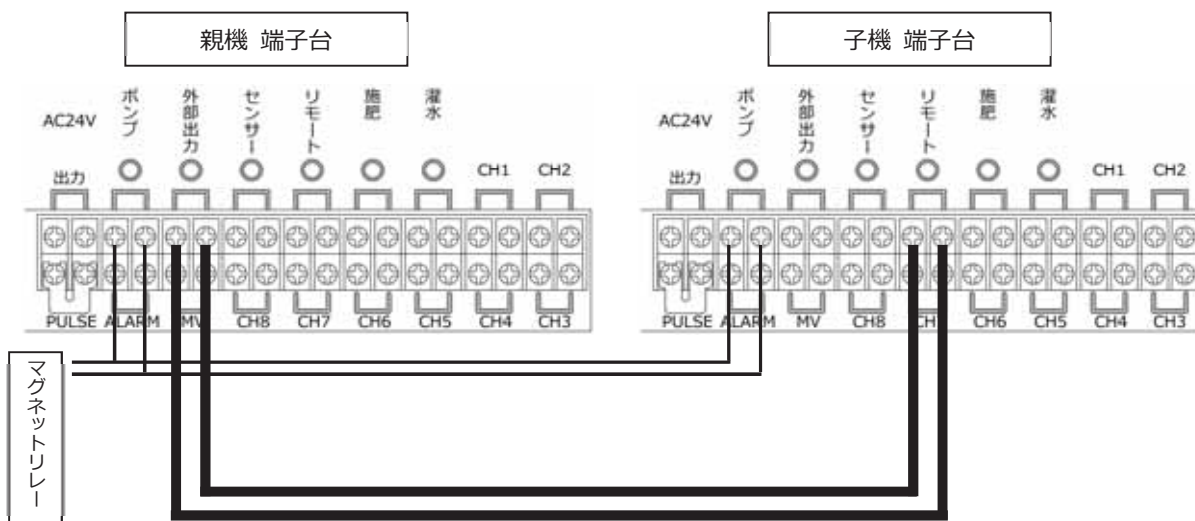 親機 端子台
子機 端子台
AC24V
出力
ポンプ
外部出力
センサー
リモート
施肥
灌水
CH1
CH2
PULSE
ALARM
MV
CH8
CH7
CH6
CH5
CH4
CH3
AC24V
出力
ポンプ
外部出力
センサー
リモート
施肥
灌水
CH1
CH2
PULSE
ALARM
MV
CH8
CH
CH6
CH5
CH4
CH3
マグネットリレー